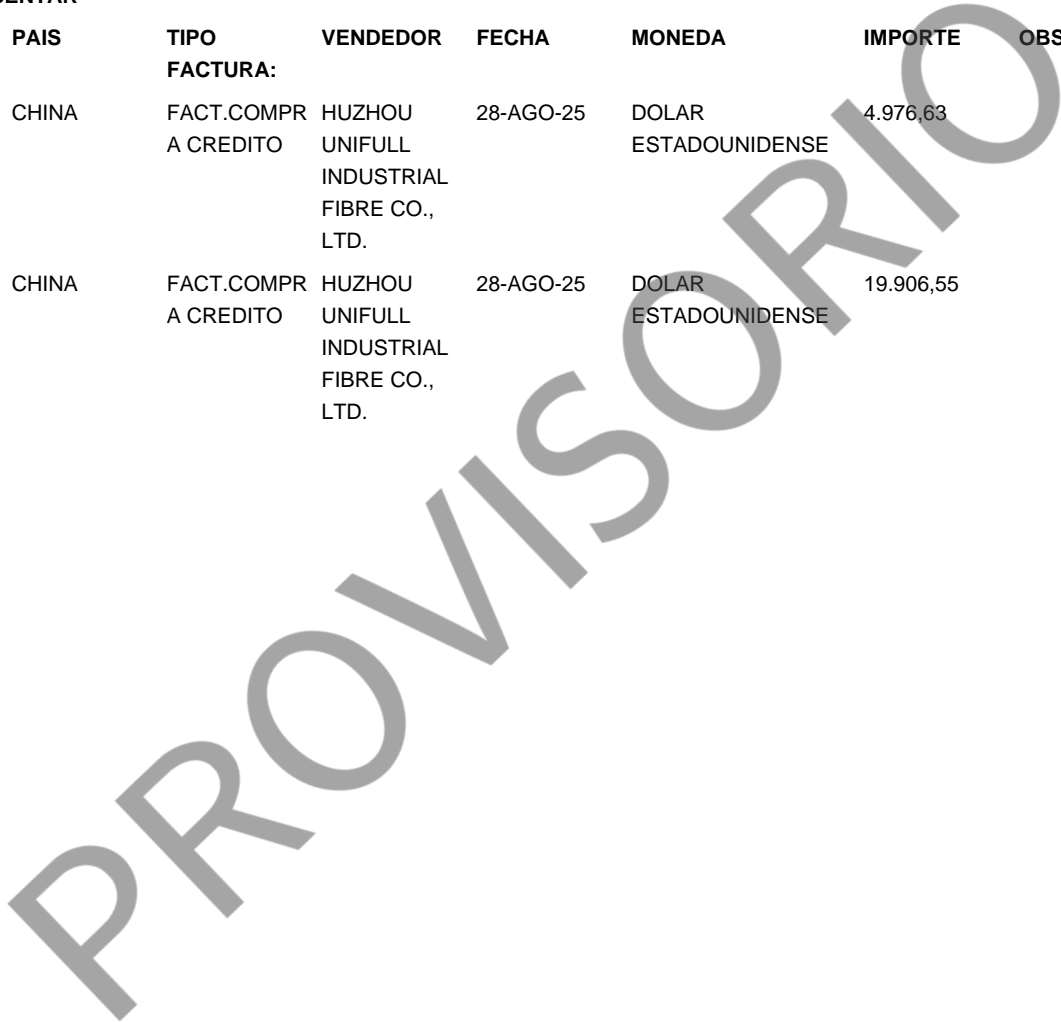 PAIS TIPO FACTURA: VENDEDOR FECHA MONEDA IMPORTE OBS
CHINA FACT.COMPR HUZHOU 28-AGO-25 DOLAR 4.976,63
A CREDITO UNIFULL ESTADOUNIDENSE
INDUSTRIAL
FIBRE CO.,
LTD.
CHINA FACT.COMPR HUZHOU 28-AGO-25 DOLAR 19.906,55
A CREDITO UNIFULL ESTADOUNIDENSE
INDUSTRIAL
FIBRE CO.,
LTD.
PROVISORIO